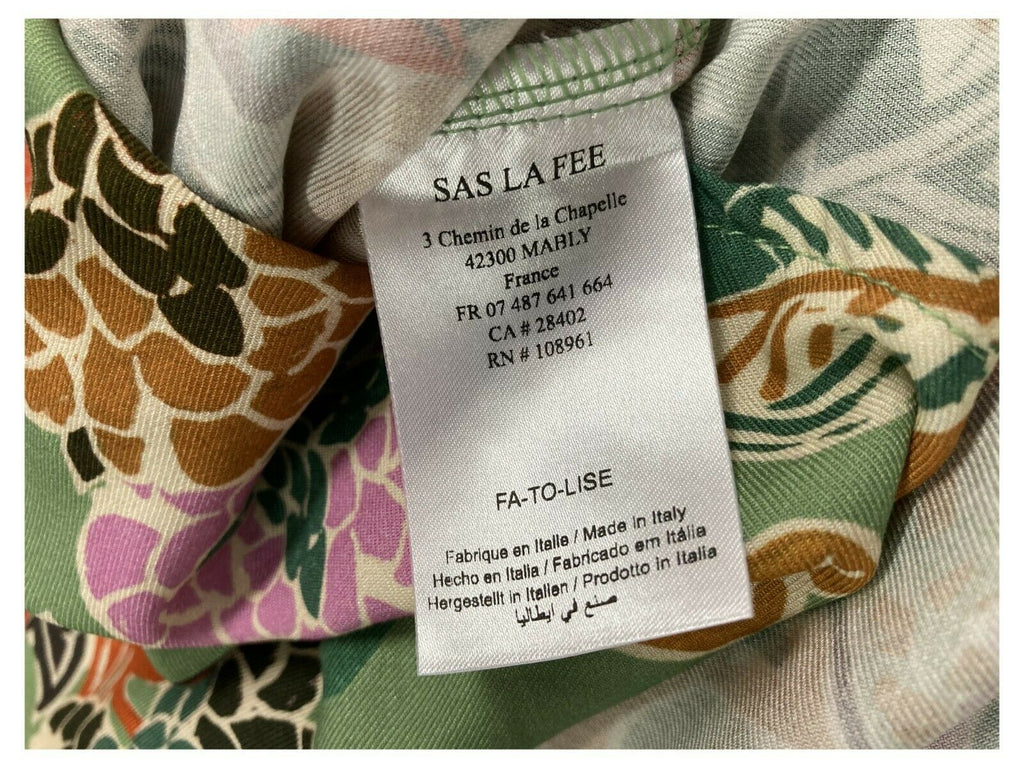 SAS LA FEE
3 Chemin de la Chapelle
42300 MABLY
France
FR 07 487 641 664
CA # 28402
RN # 108961
FA-TO-LISE
Fabrique en Italie / Made in Italy
Hecho en Italia / Fabricado em Itália
Hergestellt in Italien / Prodotto in Italia
صنع في ايطاليا